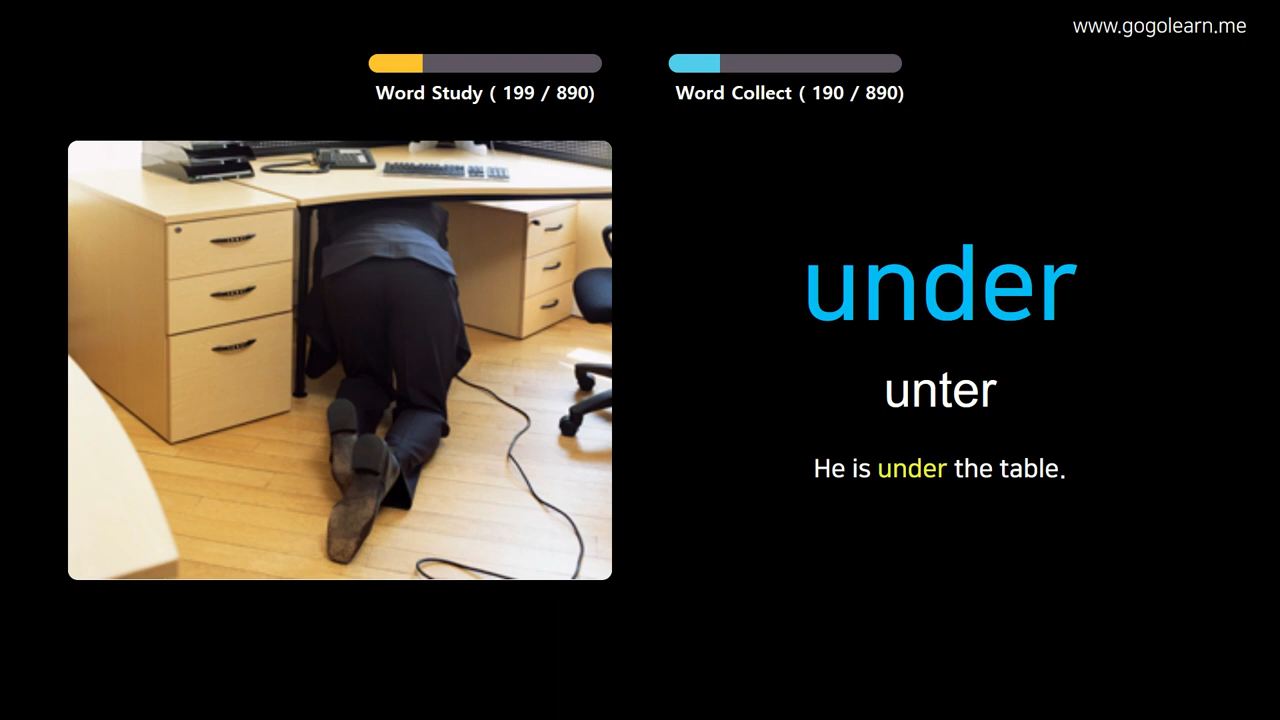 www.gogolearn.me
Word Study ( 199 / 890)
Word Collect ( 190 / 890)
under
unter
He is under the table.